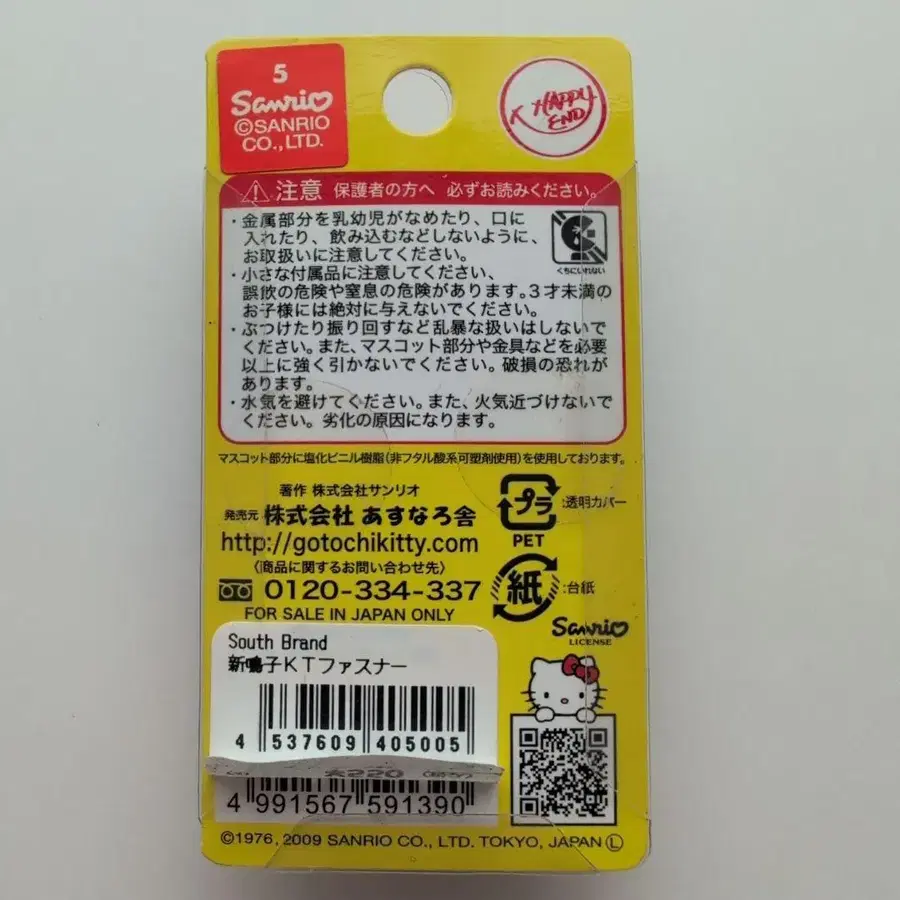 5
Sanrio
©SANRIO
CO.,LTD.
HAPPY
END
注意 保護者の方へ 必ずお読みください。
・金属部分を乳幼児がなめたり、口に
入れたり、飲み込むなどしないように、
お取扱いに注意してください。
くちにいれない
・小さな付属品に注意してください、
誤飲の危険や窒息の危険があります。3才未満の
お子様には絶対に与えないでください。
・ぶつけたり振り回すなど乱暴な扱いはしないで
ください。また、マスコット部分や金具などを必要
以上に強く引かないでください。破損の恐れが
あります。
・水気を避けてください。また、火気近づけないで
ください。劣化の原因になります。
マスコット部分に塩化ビニル樹脂(非フタル酸系可塑剤使用)を使用しております。
著作 株式会社サンリオ
発売元 株式会社 あすなろ舎
http://gotochikitty.com
〈商品に関するお問い合わせ先〉
0120-334-337
FOR SALE IN JAPAN ONLY
プラ :透明カバー
PET
紙 :台紙
Sanrio
LICENSE
South Brand
新鳴子KTファスナー
4 537609 405005
4 991567 591390
©1976, 2009 SANRIO CO., LTD. TOKYO, JAPAN Ⓛ